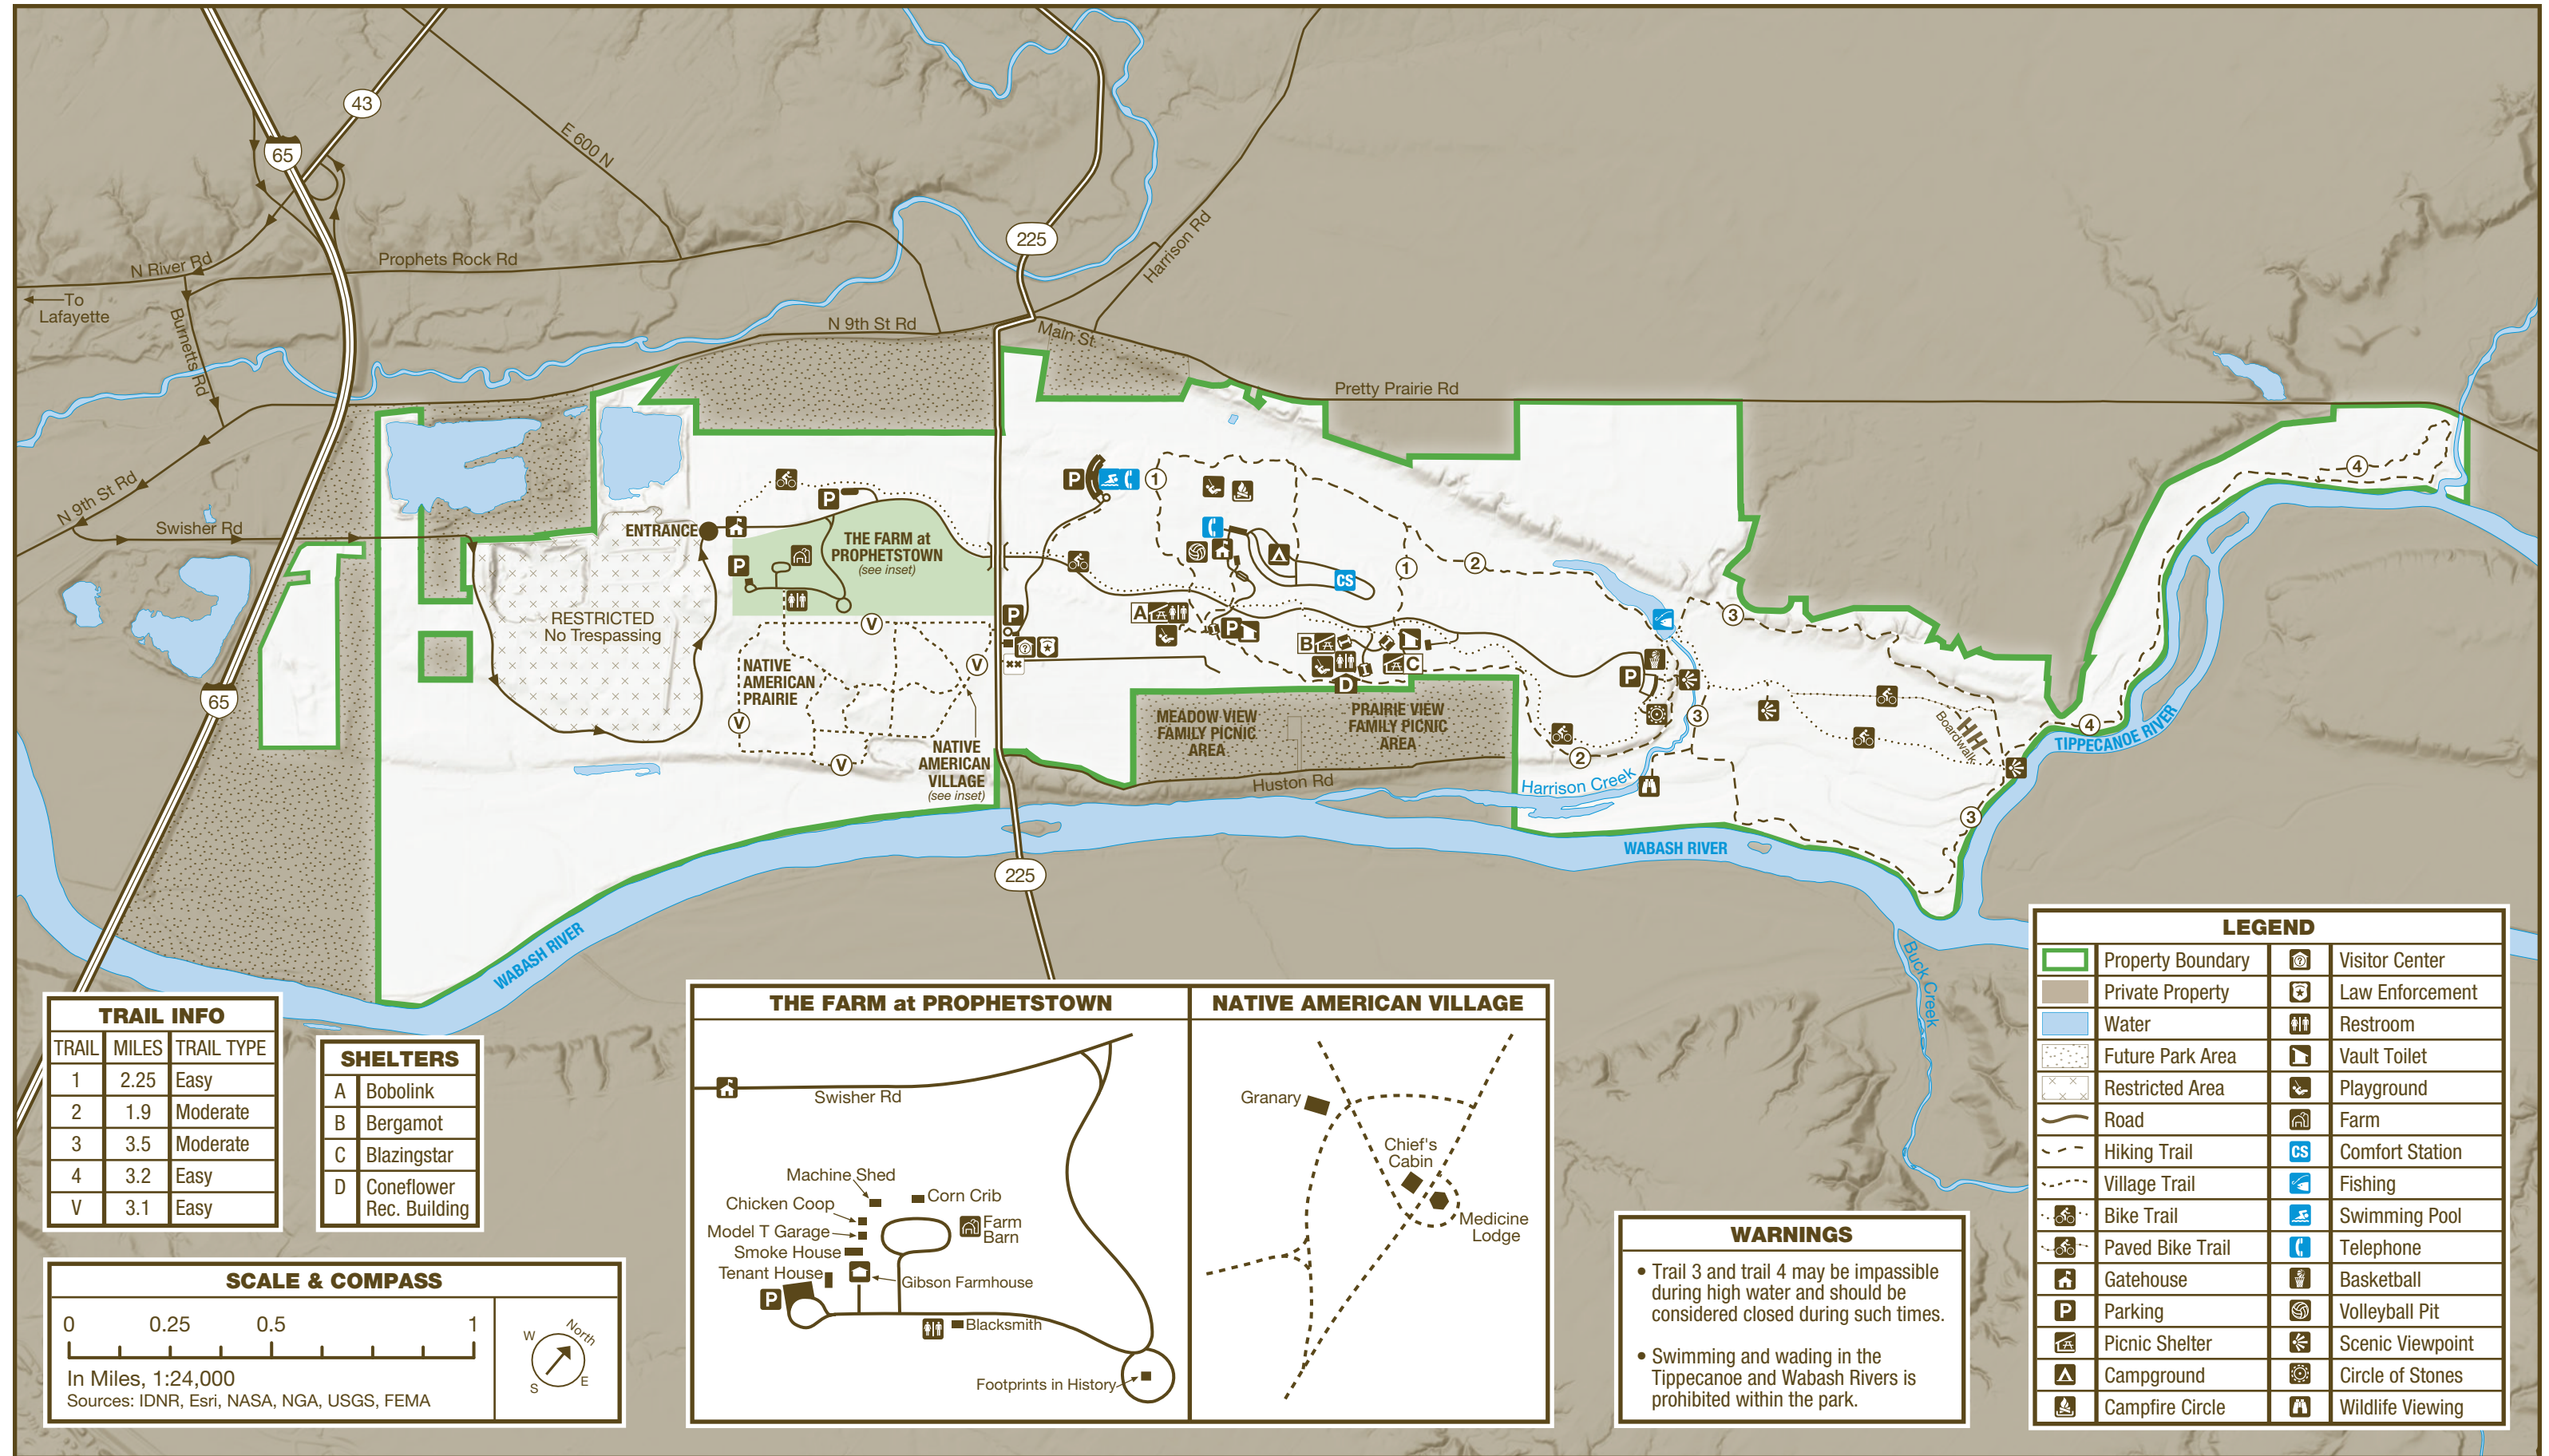 43
65
E 600 N
225
Harrison Rd
N River Rd
Prophets Rock Rd
To
Lafayette
Burnetts Rd
N 9th St Rd
Main St
Pretty Prairie Rd
N 9th St Rd
Swisher Rd
ENTRANCE
P
P
THE FARM at
PROPHETSTOWN
(see inset)
RESTRICTED
No Trespassing
V
V
V
V
NATIVE
AMERICAN
PRAIRIE
NATIVE
AMERICAN
VILLAGE
(see inset)
P
1
CS
1
2
P
A
P
B
C
D
MEADOW VIEW
FAMILY PICNIC
AREA
PRAIRIE VIEW
FAMILY PICNIC
AREA
Huston Rd
P
3
3
2
Harrison Creek
Boardwalk
4
4
3
TIPPECANOE RIVER
WABASH RIVER
WABASH RIVER
65
225
Buck Creek
TRAIL INFO
TRAIL MILES TRAIL TYPE
1 2.25 Easy
2 1.9 Moderate
3 3.5 Moderate
4 3.2 Easy
V 3.1 Easy
SHELTERS
A Bobolink
B Bergamot
C Blazingstar
D Coneflower
Rec. Building
SCALE & COMPASS
0 0.25 0.5 1
In Miles, 1:24,000
Sources: IDNR, Esri, NASA, NGA, USGS, FEMA
W
North
S
E
THE FARM at PROPHETSTOWN
Swisher Rd
Machine Shed
Chicken Coop
Corn Crib
Model T Garage
Farm
Barn
Smoke House
Tenant House
Gibson Farmhouse
P
Blacksmith
Footprints in History
NATIVE AMERICAN VILLAGE
Granary
Chief's
Cabin
Medicine
Lodge
WARNINGS
• Trail 3 and trail 4 may be impassible
during high water and should be
considered closed during such times.
• Swimming and wading in the
Tippecanoe and Wabash Rivers is
prohibited within the park.
LEGEND
Property Boundary Visitor Center
Private Property Law Enforcement
Water Restroom
Future Park Area Vault Toilet
Restricted Area Playground
Road Farm
Hiking Trail CS Comfort Station
Village Trail Fishing
Bike Trail Swimming Pool
Paved Bike Trail Telephone
Gatehouse Basketball
P Parking Volleyball Pit
Picnic Shelter Scenic Viewpoint
Campground Circle of Stones
Campfire Circle Wildlife Viewing